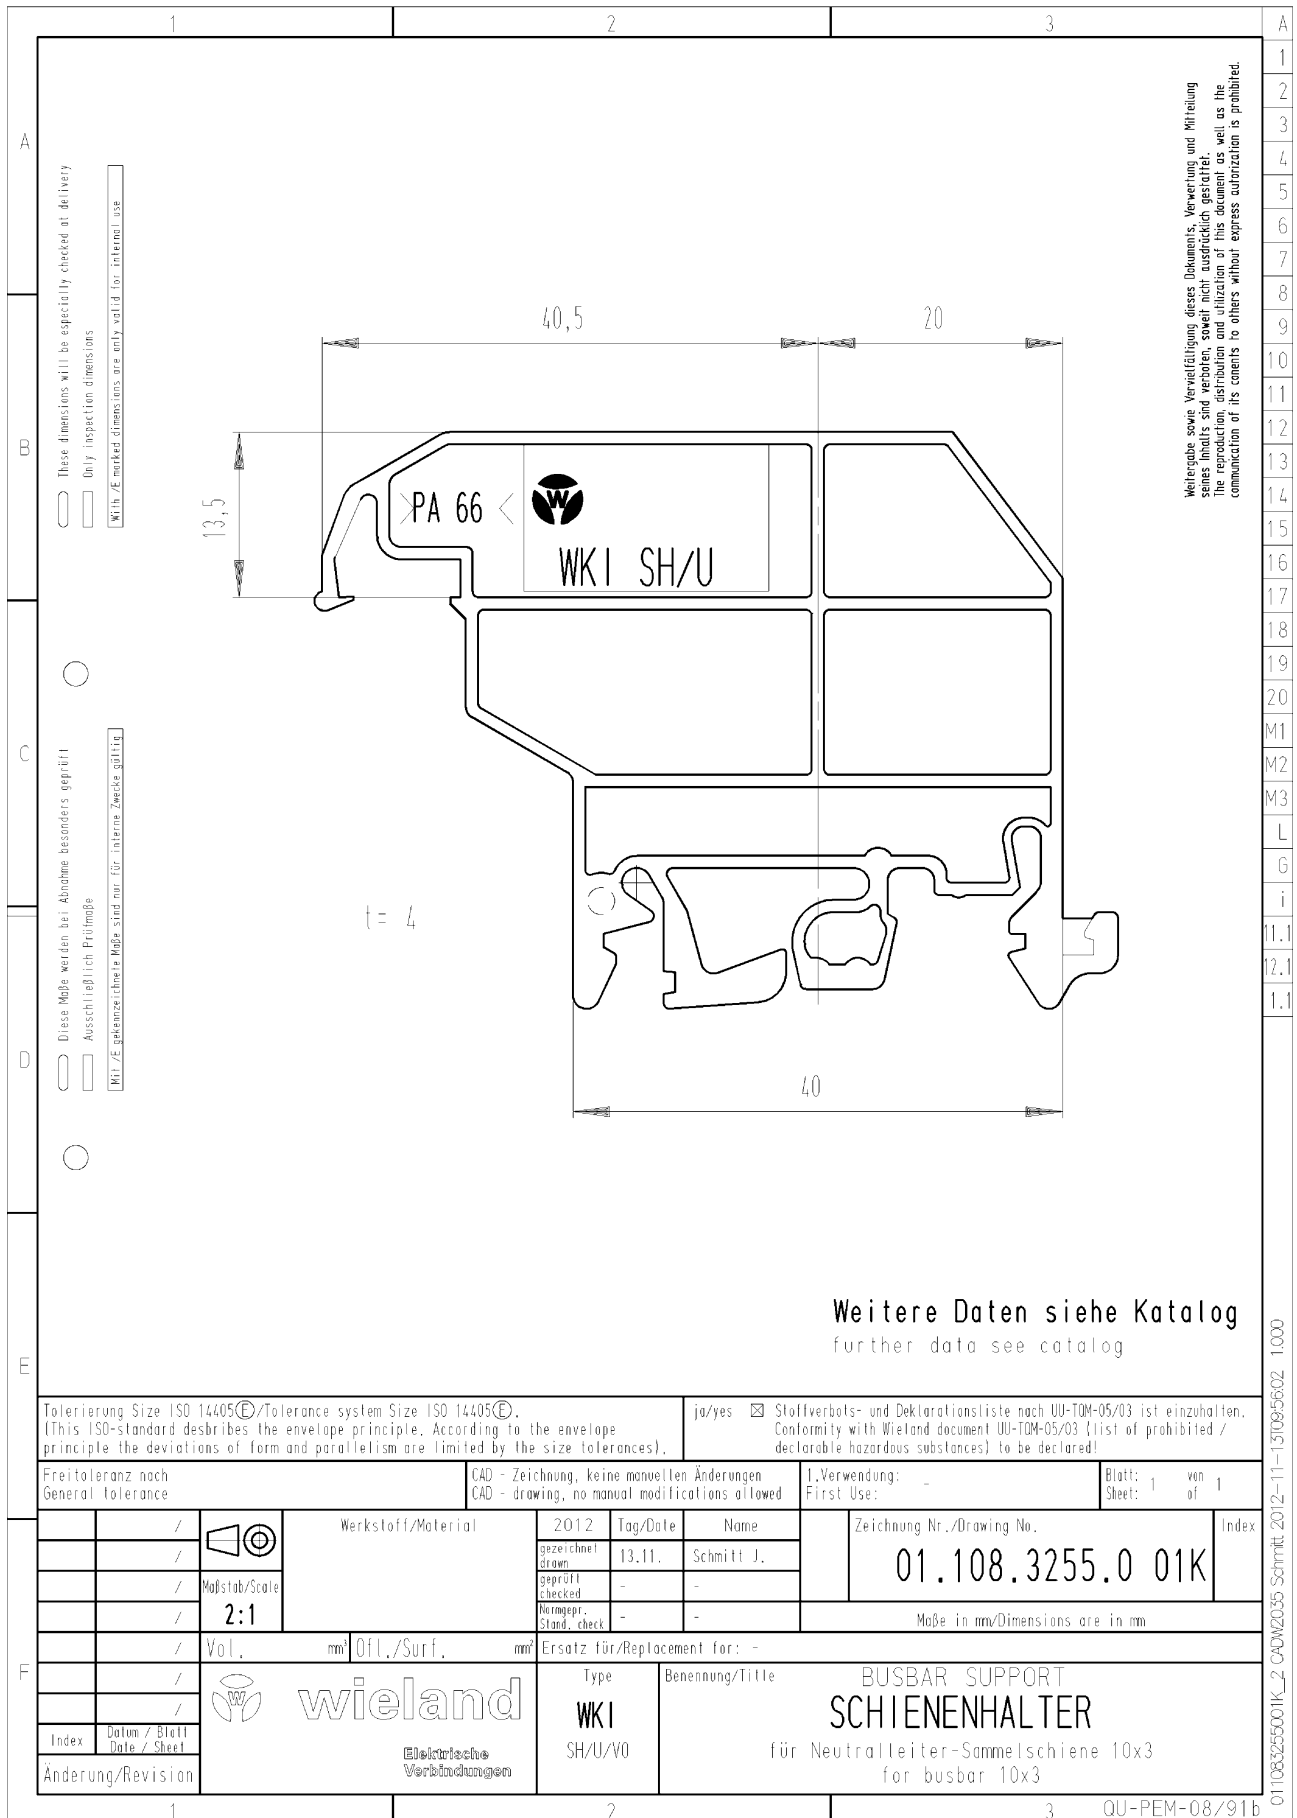 1 2 3 A
1
2
3
4
5
6
7
8
9
10
11
12
13
14
15
16
17
18
19
20
M1
M2
M3
L
G
i
11.1
12.1
1.1
A
B
C
D
E
F
These dimensions will be especially checked at delivery
Only inspection dimensions
With /E marked dimensions are only valid for internal use
Diese Maße werden bei Abnahme besonders geprüft
Ausschließlich Prüfmaße
Mit /E gekennzeichnete Maße sind nur für interne Zwecke gültig
Weitergabe sowie Vervielfältigung dieses Dokuments, Verwertung und Mitteilung
seines Inhalts sind verboten, soweit nicht ausdrücklich gestattet.
The reproduction, distribution and utilization of this document as well as the
communication of its conents to others without express autorization is prohibited.
40,5
20
13,5
>PA 66 <
W
WKI SH/U
t= 4
40
Weitere Daten siehe Katalog
further data see catalog
Tolerierung Size ISO 14405Ⓔ/Tolerance system Size ISO 14405Ⓔ.
(This ISO-standard desbribes the envelope principle. According to the envelope
principle the deviations of form and parallelism are limited by the size tolerances).
ja/yes ☒ Stoffverbots- und Deklarationsliste nach UU-TQM-05/03 ist einzuhalten.
Conformity with Wieland document UU-TQM-05/03 (list of prohibited /
declarable hazardous substances) to be declared!
Freitoleranz nach
General tolerance
CAD - Zeichnung, keine manuellen Änderungen
CAD - drawing, no manual modifications allowed
1.Verwendung: -
First Use:
Blatt: 1 von 1
Sheet: of
/
/
/
/
/
/
/
Maßstab/Scale
2:1
Werkstoff/Material
2012 Tag/Date Name
gezeichnet
drawn 13.11. Schmitt J.
geprüft
checked - -
Normgepr.
Stand. check - -
Zeichnung Nr./Drawing No. Index
01.108.3255.0 01K
Maße in mm/Dimensions are in mm
Vol. mm³ Ofl./Surf. mm² Ersatz für/Replacement for: -
Index Datum / Blatt
Date / Sheet
Änderung/Revision
W
wieland
Elektrische
Verbindungen
Type
WKI
SH/U/V0
Benennung/Title
BUSBAR SUPPORT
SCHIENENHALTER
für Neutralleiter-Sammelschiene 10x3
for busbar 10x3
1 2 3
QU-PEM-08/91b
011083255001K_2 CADW2035 Schmitt 2012-11-13T09:56:02 1.000